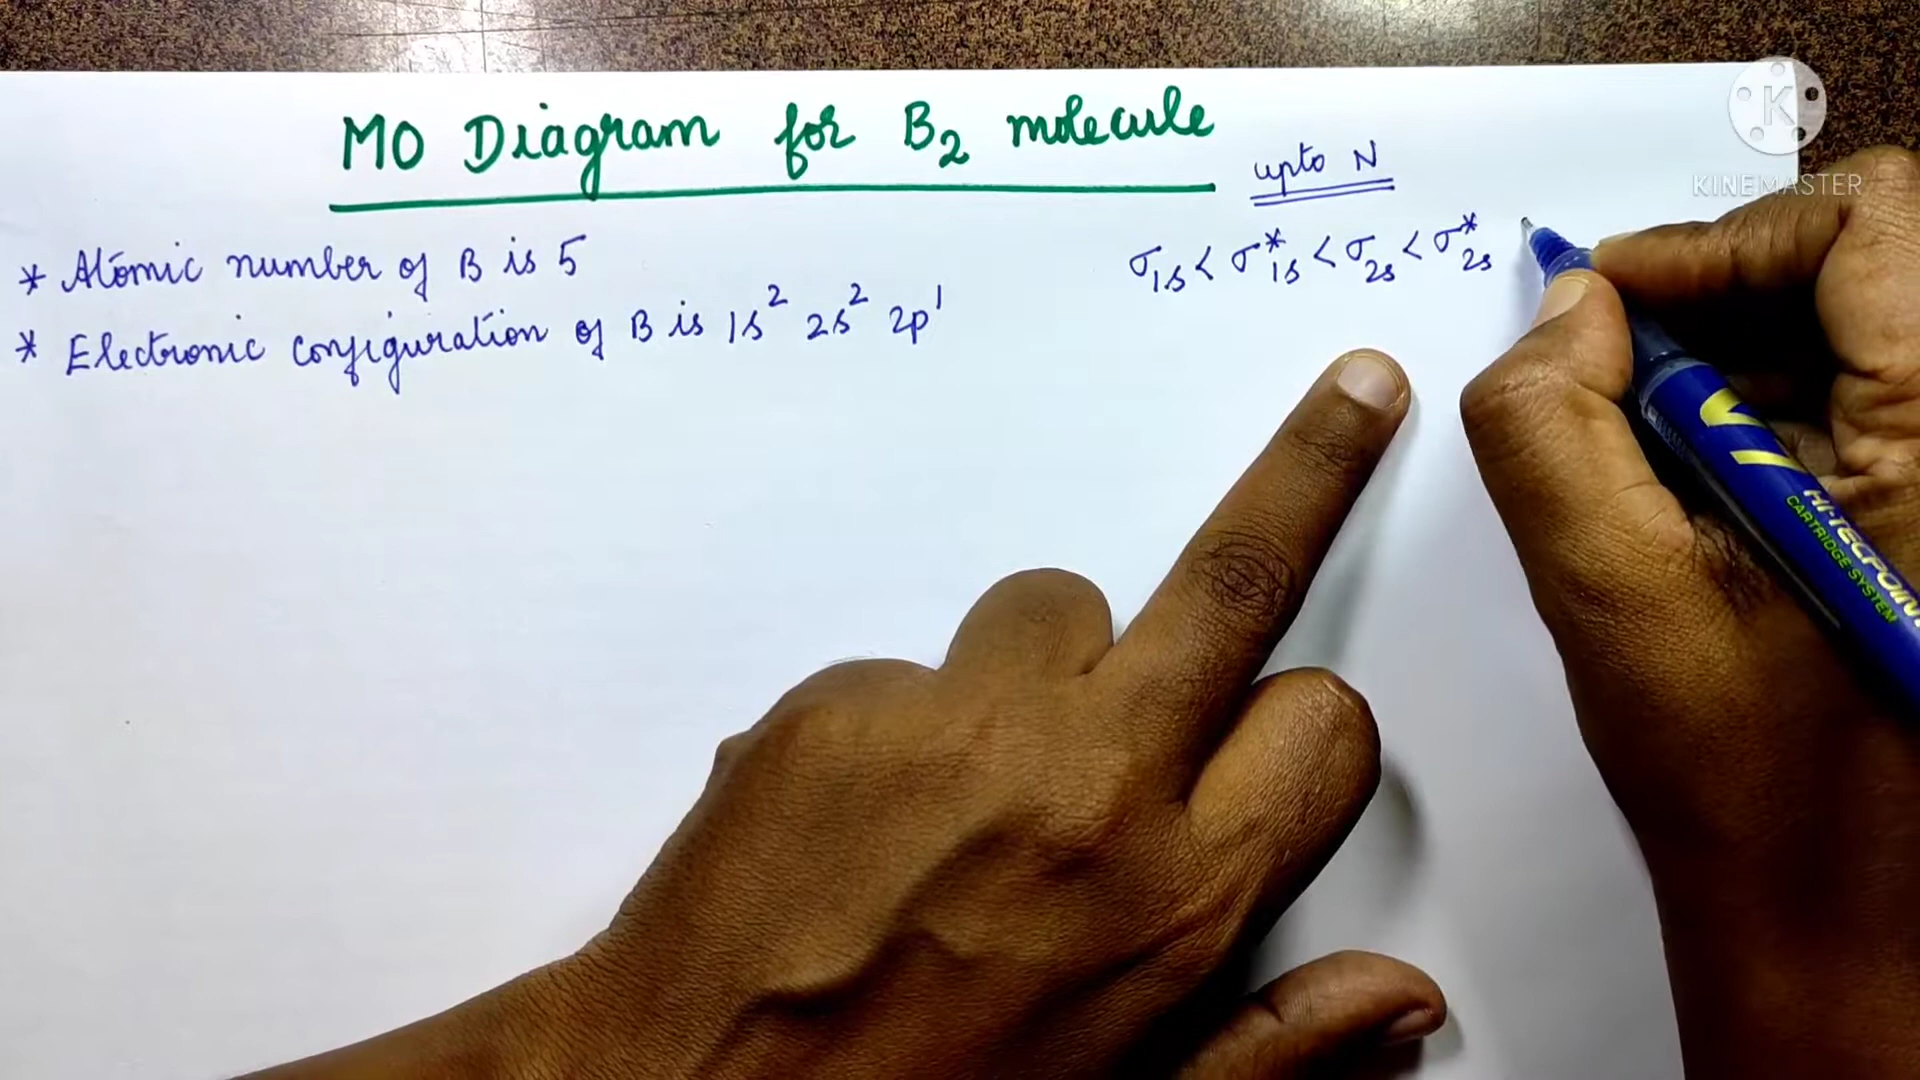 MO Diagram for B₂ molecule
upto N
* Atomic number of B is 5
σ1s < σ*1s < σ2s < σ*2s
* Electronic configuration of B is 1s² 2s² 2p¹
K
KINEMASTER
V7
HI-TECPOINT
CARTRIDGE SYSTEM